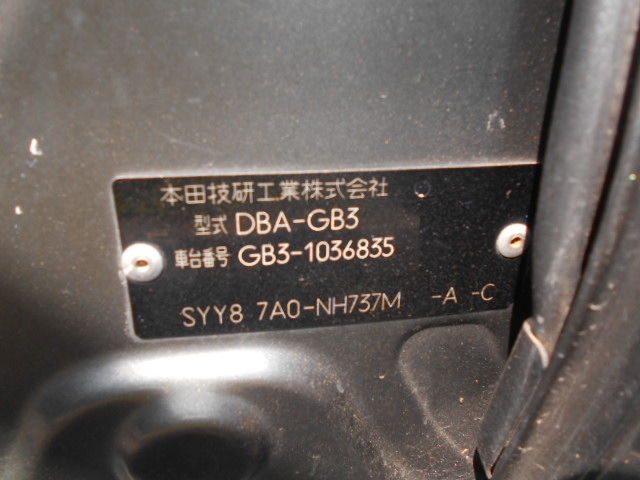 本田技研工業株式会社
型式 DBA-GB3
車台番号 GB3-1036835
SYY8 7A0-NH737M -A -C